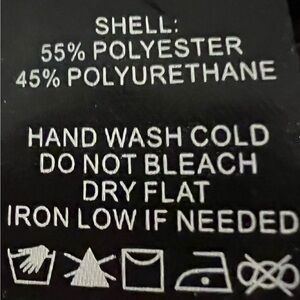 SHELL:
55% POLYESTER
45% POLYURETHANE
HAND WASH COLD
DO NOT BLEACH
DRY FLAT
IRON LOW IF NEEDED